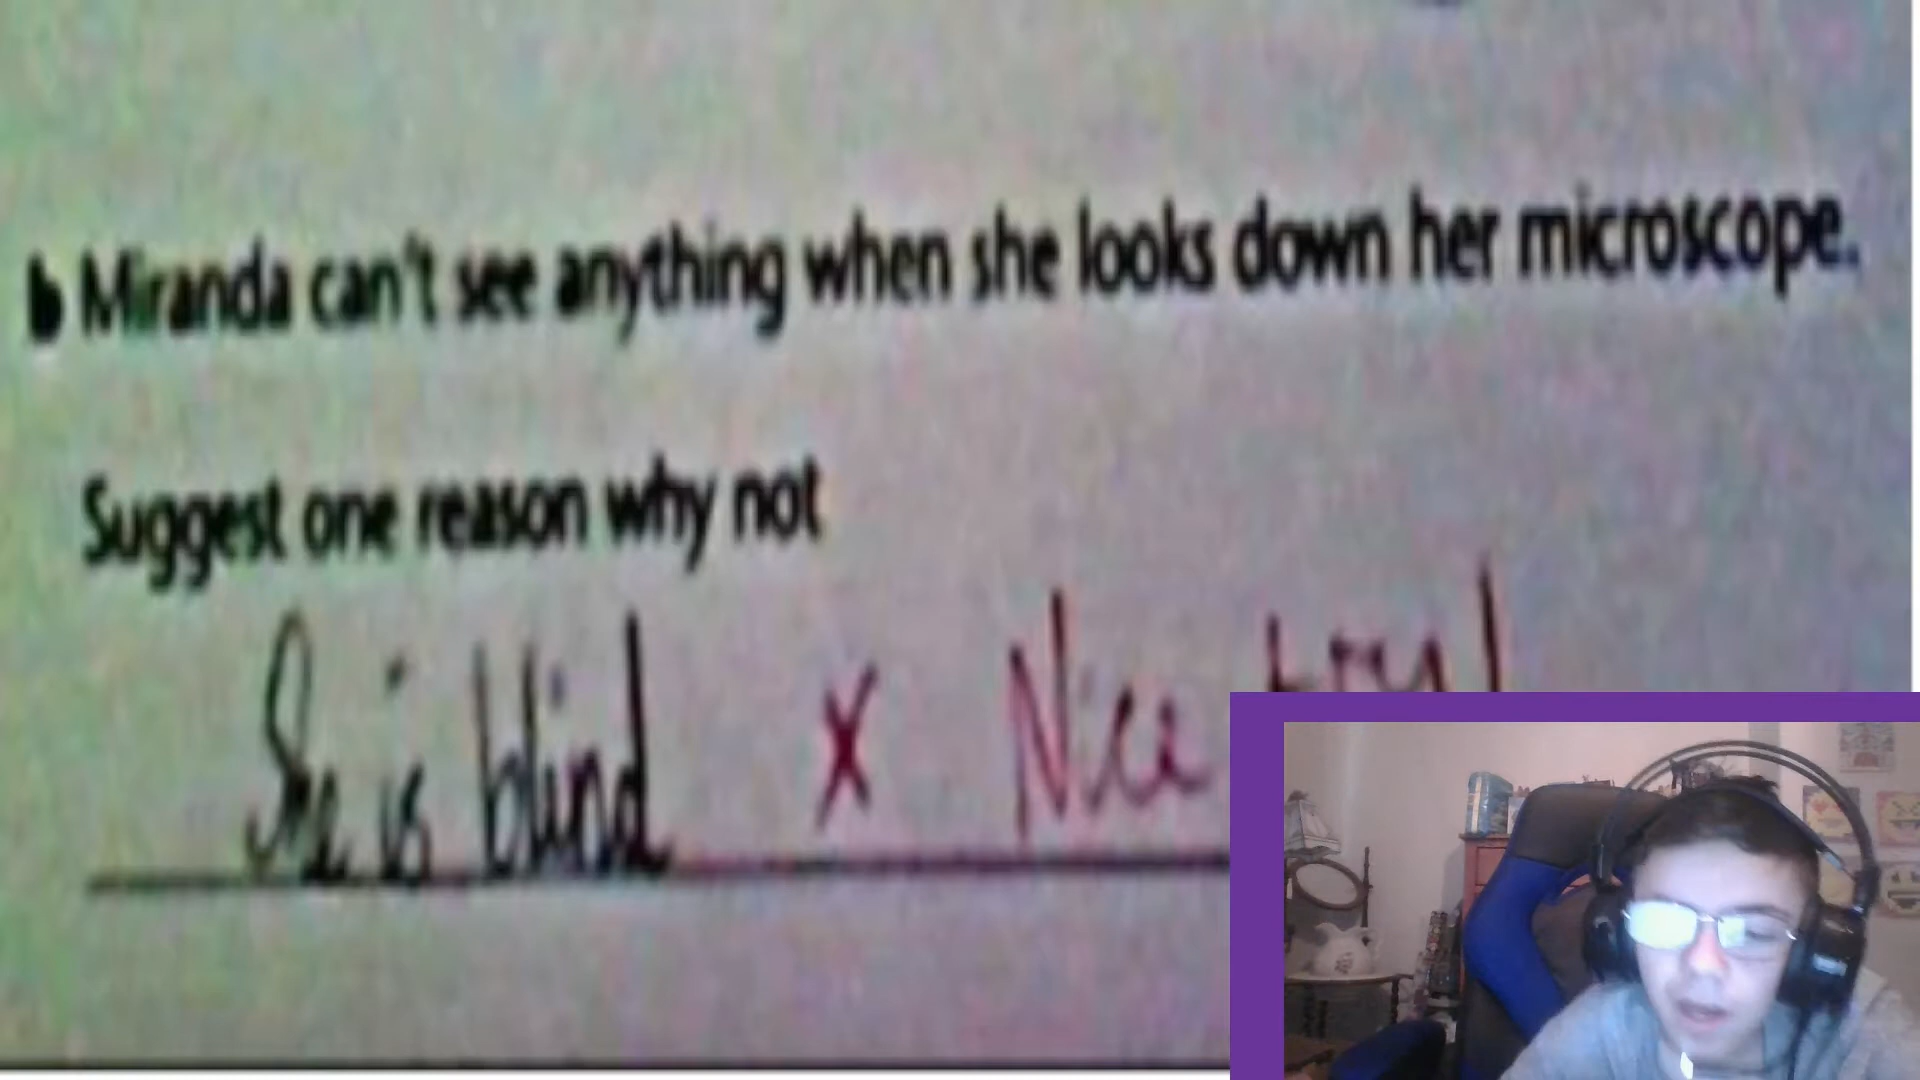 b Miranda can't see anything when she looks down her microscope.
Suggest one reason why not
She is blind x Nice try!